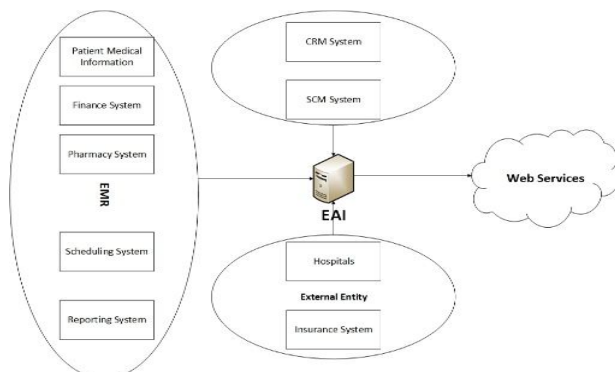 Patient Medical
Information
Finance System
Pharmacy System
EMR
Scheduling System
Reporting System
CRM System
SCM System
EAI
Hospitals
External Entity
Insurance System
Web Services